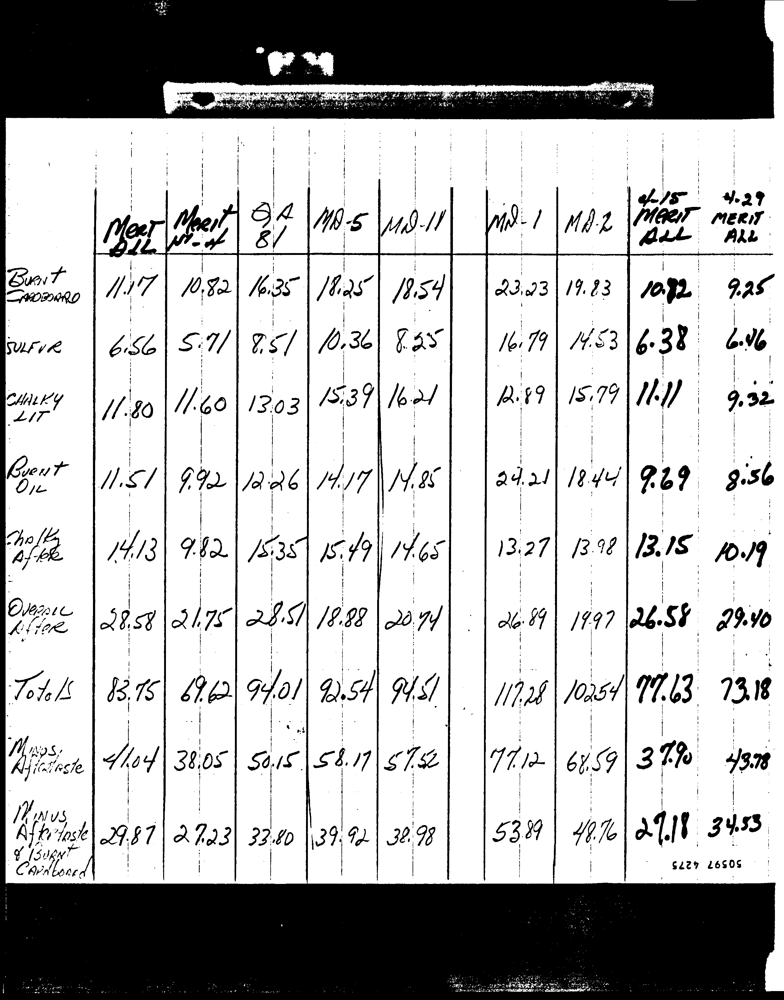 4-15 4.29
Merit Merit QA MD-5 MD-11 MD-1 MD-2 MERIT MERIT
ALL 81 ALL ALL
Burnt
11.17 10.82 16.35 18.25 18.54 23.23 19.83 10.82 9.25
SULFUR 6.56 5.71 8.51 10.36 8.25 16.79 14.53 6.38 6.46
CHALKY
LIT 11.80 11.60 13.03 15.39 16.21 12.89 15.79 11.11 9.32
Burnt
OIL 11.51 9.92 12.26 14.17 14.85 24.21 18.44 9.69 8.56
Chalky
After 14.13 9.82 15.35 15.49 14.65 13.27 13.98 13.15 10.19
Overall
After 28.58 21.75 28.51 18.88 20.74 26.89 19.97 26.58 29.40
Totals 83.75 69.62 94.01 92.54 94.51 117.28 102.54 77.63 73.18
Minus,
Aftertaste 41.04 38.05 50.15 58.17 57.52 77.12 68.59 37.90 43.78
Minus,
Aftertaste 29.87 27.23 33.80 39.92 38.98 53.89 48.76 27.18 34.53
& Burnt
Cardboard
50597 4275